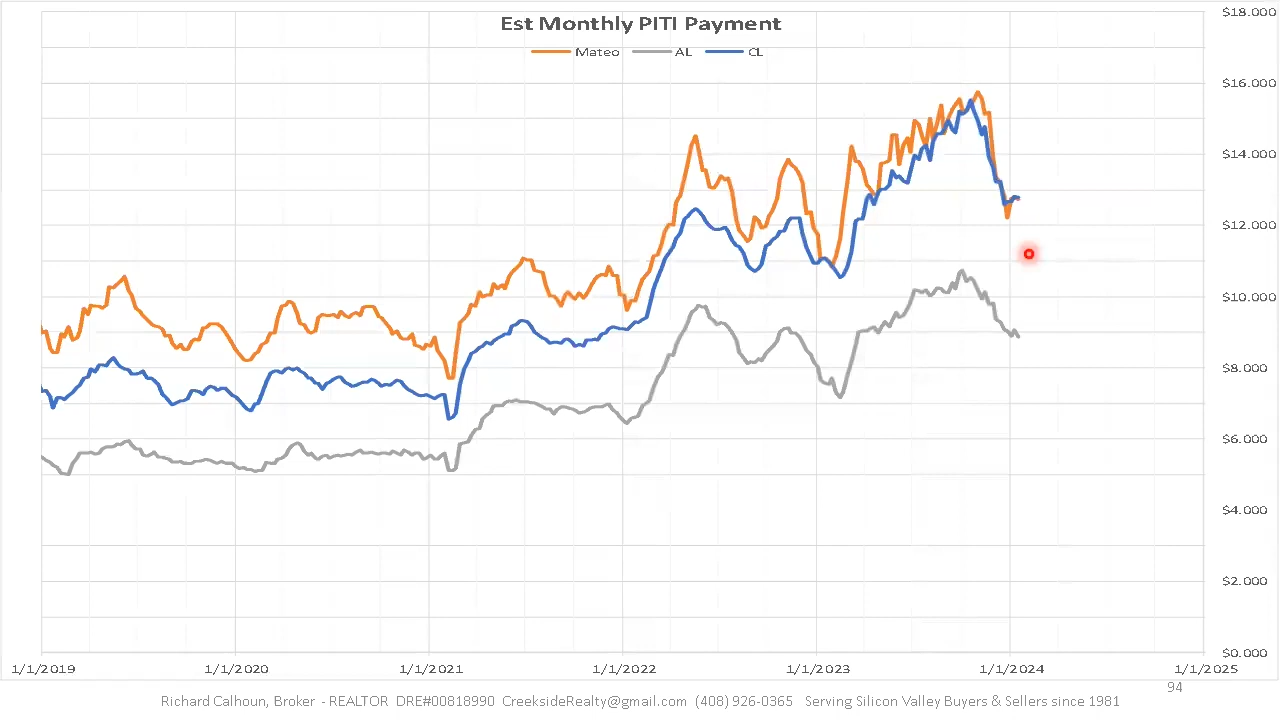 Est Monthly PITI Payment
Mateo AL CL
$18.000
$16.000
$14.000
$12.000
$10.000
$8.000
$6.000
$4.000
$2.000
$0.000
1/1/2019 1/1/2020 1/1/2021 1/1/2022 1/1/2023 1/1/2024 1/1/2025
94
Richard Calhoun, Broker - REALTOR DRE#00818990 CreeksideRealty@gmail.com (408) 926-0365 Serving Silicon Valley Buyers & Sellers since 1981